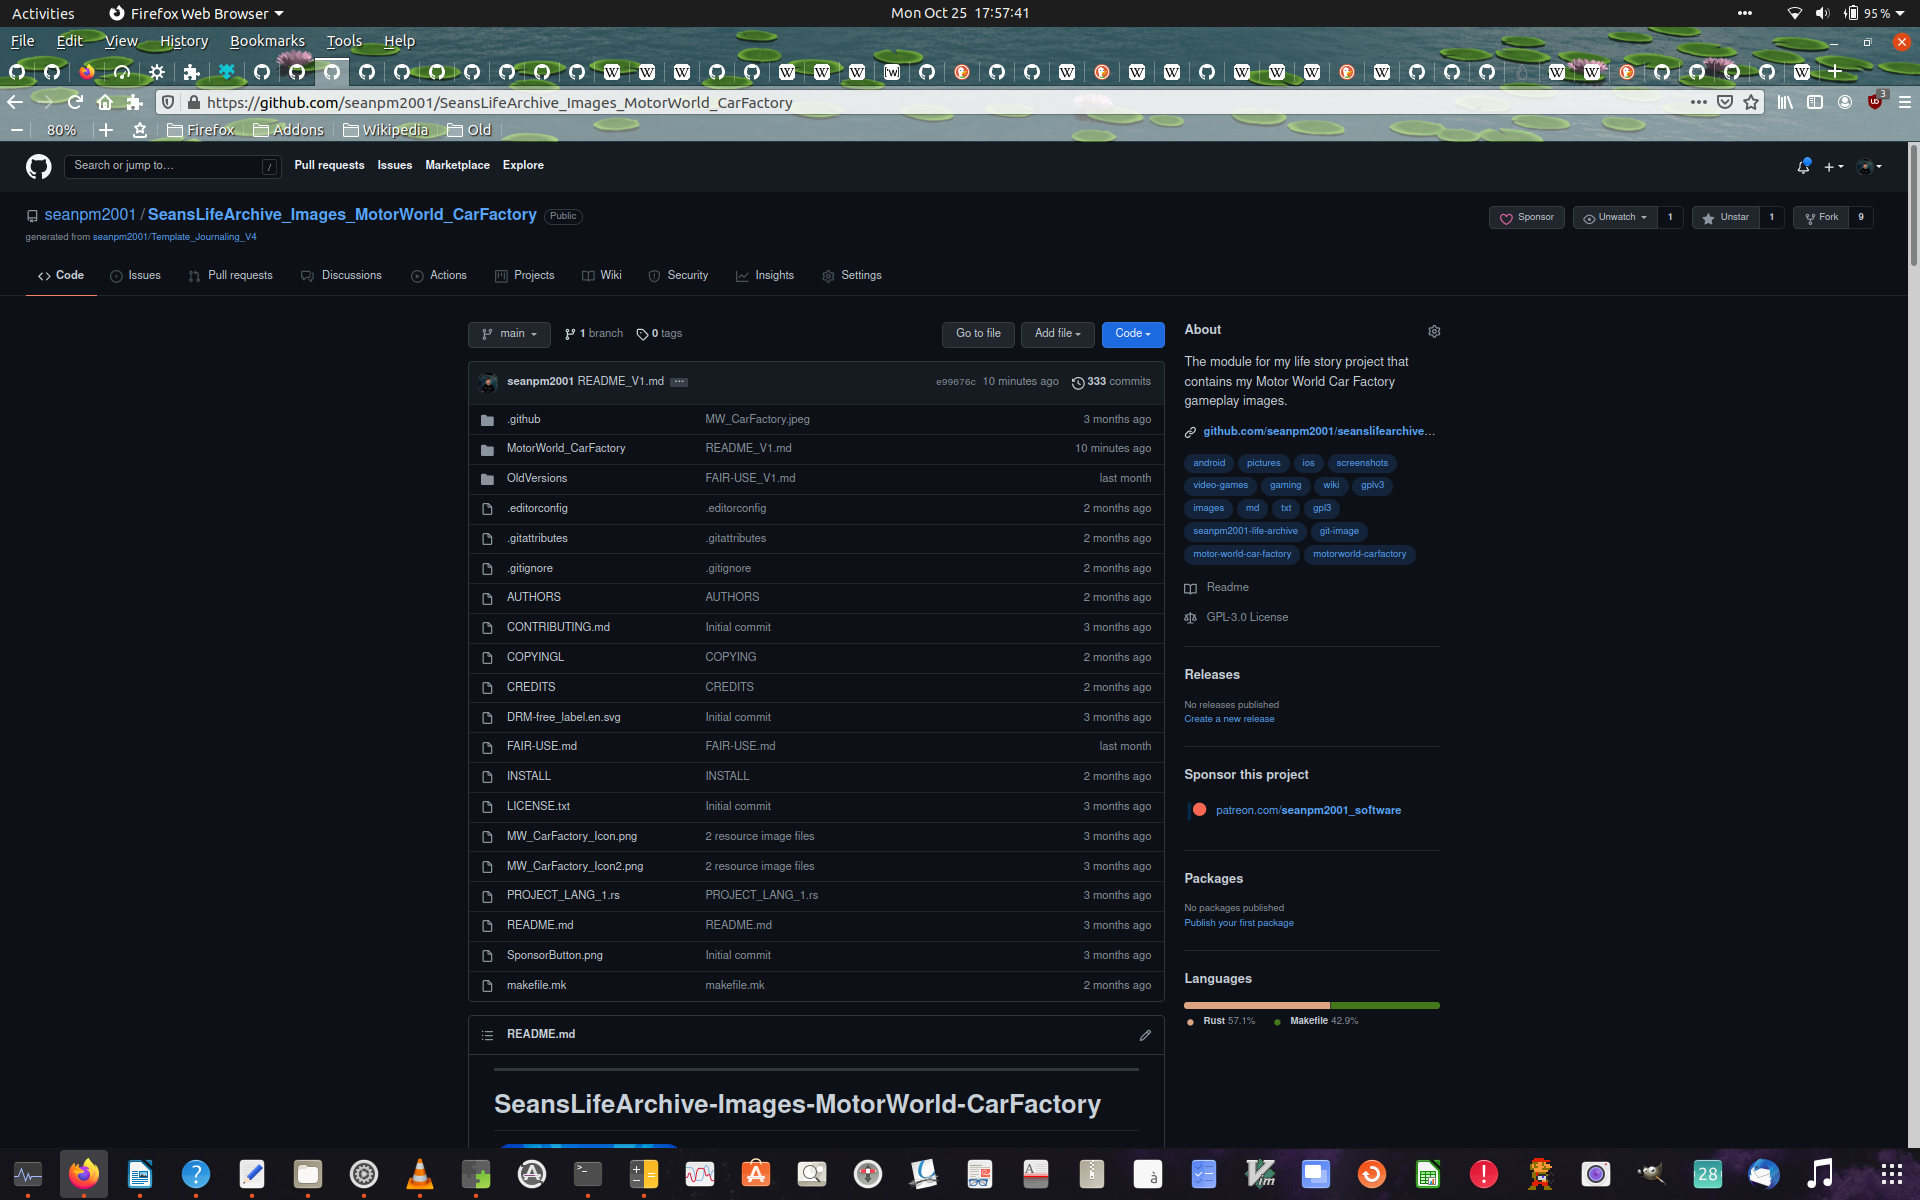 Activities Firefox Web Browser Mon Oct 25 17:57:41 95 %
File Edit View History Bookmarks Tools Help
https://github.com/seanpm2001/SeansLifeArchive_Images_MotorWorld_CarFactory 3
80% Firefox Addons Wikipedia Old
Search or jump to… / Pull requests Issues Marketplace Explore
seanpm2001 / SeansLifeArchive_Images_MotorWorld_CarFactory Public Sponsor Unwatch 1 Unstar 1 Fork 9
generated from seanpm2001/Template_Journaling_V4
Code Issues Pull requests Discussions Actions Projects Wiki Security Insights Settings
main 1 branch 0 tags Go to file Add file Code
seanpm2001 README_V1.md ... e99076c 10 minutes ago 333 commits
.github MW_CarFactory.jpeg 3 months ago
MotorWorld_CarFactory README_V1.md 10 minutes ago
OldVersions FAIR-USE_V1.md last month
.editorconfig .editorconfig 2 months ago
.gitattributes .gitattributes 2 months ago
.gitignore .gitignore 2 months ago
AUTHORS AUTHORS 2 months ago
CONTRIBUTING.md Initial commit 3 months ago
COPYINGL COPYING 2 months ago
CREDITS CREDITS 2 months ago
DRM-free_label.en.svg Initial commit 3 months ago
FAIR-USE.md FAIR-USE.md last month
INSTALL INSTALL 2 months ago
LICENSE.txt Initial commit 3 months ago
MW_CarFactory_Icon.png 2 resource image files 3 months ago
MW_CarFactory_Icon2.png 2 resource image files 3 months ago
PROJECT_LANG_1.rs PROJECT_LANG_1.rs 3 months ago
README.md README.md 3 months ago
SponsorButton.png Initial commit 3 months ago
makefile.mk makefile.mk 2 months ago
README.md
SeansLifeArchive-Images-MotorWorld-CarFactory
About
The module for my life story project that
contains my Motor World Car Factory
gameplay images.
github.com/seanpm2001/seanslifearchive…
android pictures ios screenshots
video-games gaming wiki gplv3
images md txt gpl3
seanpm2001-life-archive git-image
motor-world-car-factory motorworld-carfactory
Readme
GPL-3.0 License
Releases
No releases published
Create a new release
Sponsor this project
patreon.com/seanpm2001_software
Packages
No packages published
Publish your first package
Languages
Rust 57.1% Makefile 42.9%
28